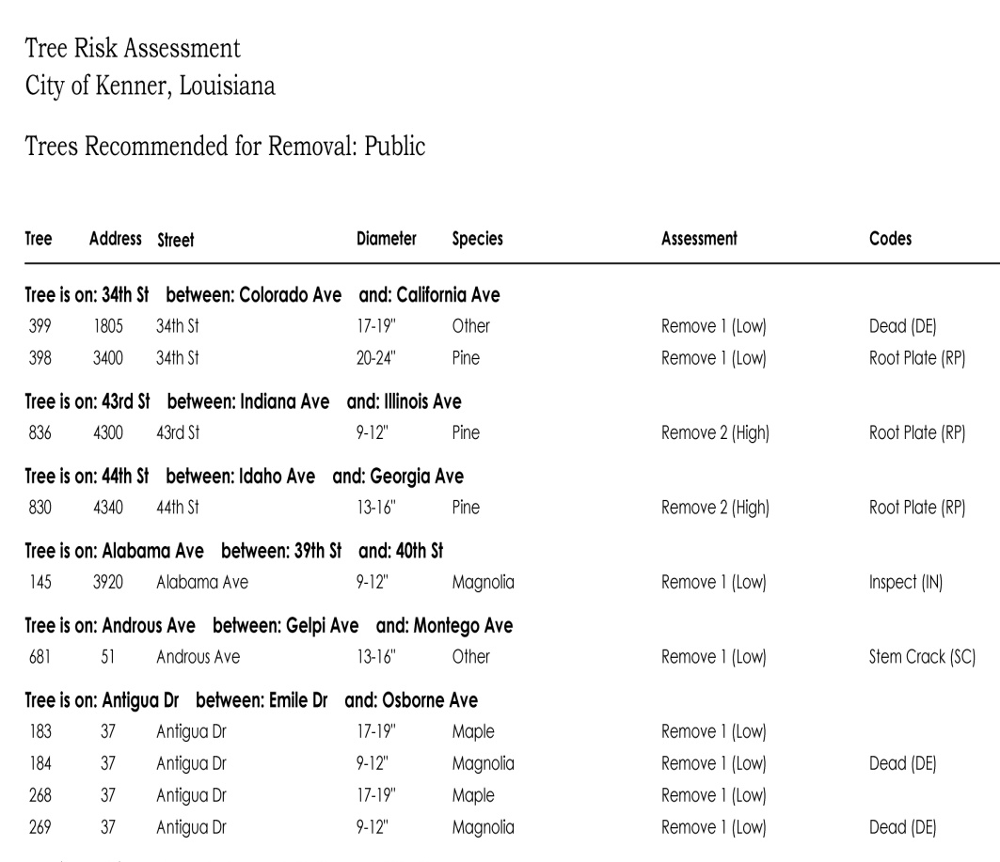 Tree Risk Assessment
City of Kenner, Louisiana
Trees Recommended for Removal: Public
Tree Address Street Diameter Species Assessment Codes
Tree is on: 34th St between: Colorado Ave and: California Ave
399 1805 34th St 17-19" Other Remove 1 (Low) Dead (DE)
398 3400 34th St 20-24" Pine Remove 1 (Low) Root Plate (RP)
Tree is on: 43rd St between: Indiana Ave and: Illinois Ave
836 4300 43rd St 9-12" Pine Remove 2 (High) Root Plate (RP)
Tree is on: 44th St between: Idaho Ave and: Georgia Ave
830 4340 44th St 13-16" Pine Remove 2 (High) Root Plate (RP)
Tree is on: Alabama Ave between: 39th St and: 40th St
145 3920 Alabama Ave 9-12" Magnolia Remove 1 (Low) Inspect (IN)
Tree is on: Androus Ave between: Gelpi Ave and: Montego Ave
681 51 Androus Ave 13-16" Other Remove 1 (Low) Stem Crack (SC)
Tree is on: Antigua Dr between: Emile Dr and: Osborne Ave
183 37 Antigua Dr 17-19" Maple Remove 1 (Low)
184 37 Antigua Dr 9-12" Magnolia Remove 1 (Low) Dead (DE)
268 37 Antigua Dr 17-19" Maple Remove 1 (Low)
269 37 Antigua Dr 9-12" Magnolia Remove 1 (Low) Dead (DE)